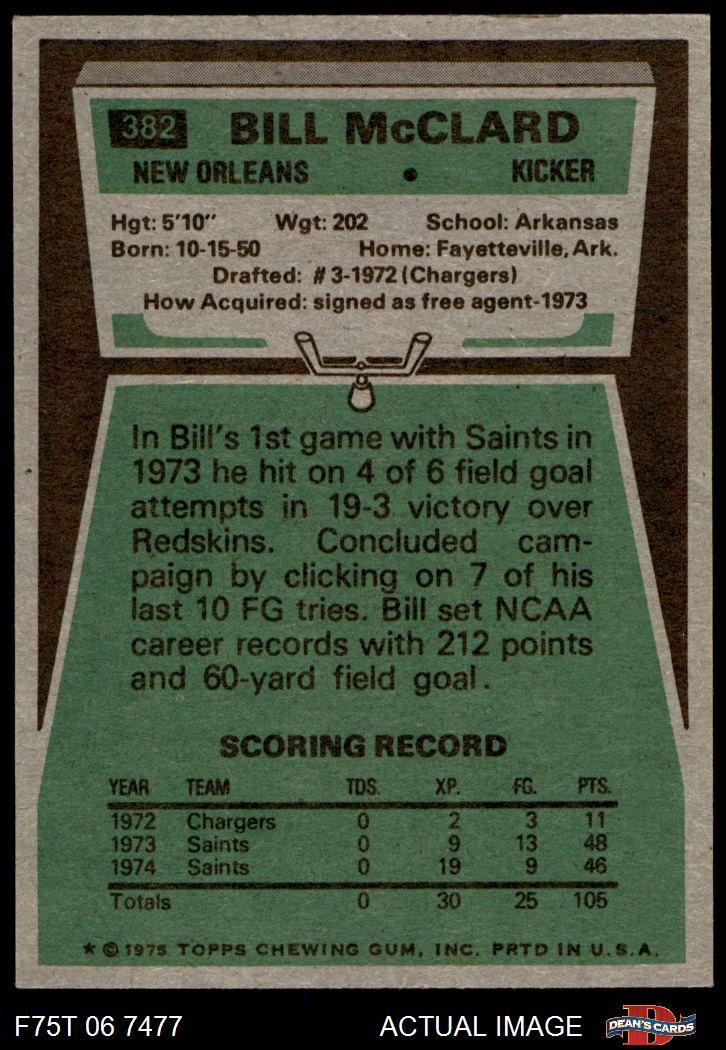 382 BILL McCLARD
NEW ORLEANS • KICKER
Hgt: 5'10" Wgt: 202 School: Arkansas
Born: 10-15-50 Home: Fayetteville, Ark.
Drafted: #3-1972 (Chargers)
How Acquired: signed as free agent-1973
In Bill's 1st game with Saints in
1973 he hit on 4 of 6 field goal
attempts in 19-3 victory over
Redskins. Concluded cam-
paign by clicking on 7 of his
last 10 FG tries. Bill set NCAA
career records with 212 points
and 60-yard field goal.
SCORING RECORD
YEAR TEAM TDS. XP. FG. PTS.
1972 Chargers 0 2 3 11
1973 Saints 0 9 13 48
1974 Saints 0 19 9 46
Totals 0 30 25 105
* © 1975 TOPPS CHEWING GUM, INC. PRTD IN U.S.A.
F75T 06 7477 ACTUAL IMAGE D DEAN'S CARDS